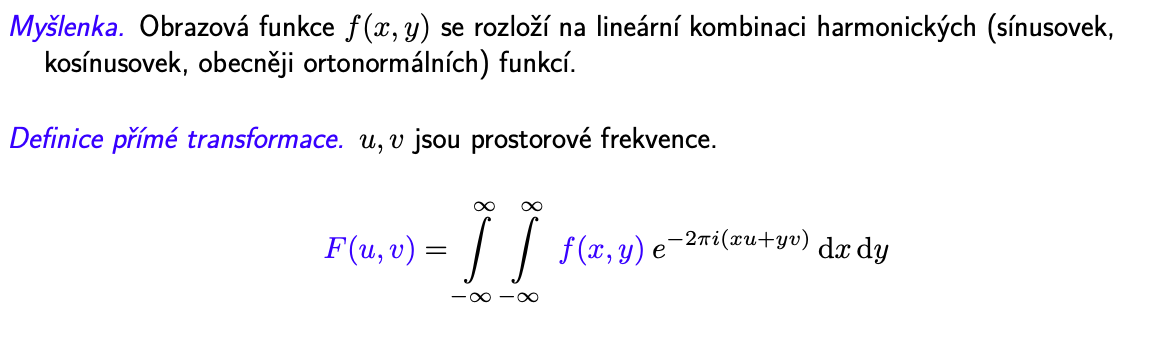 Myšlenka. Obrazová funkce f(x, y) se rozloží na lineární kombinaci harmonických (sínusovek,
kosínusovek, obecněji ortonormálních) funkcí.
Definice přímé transformace. u, v jsou prostorové frekvence.
F(u, v) = ∫_{−∞}^{∞} ∫_{−∞}^{∞} f(x, y) e^{−2πi(xu+yv)} dx dy